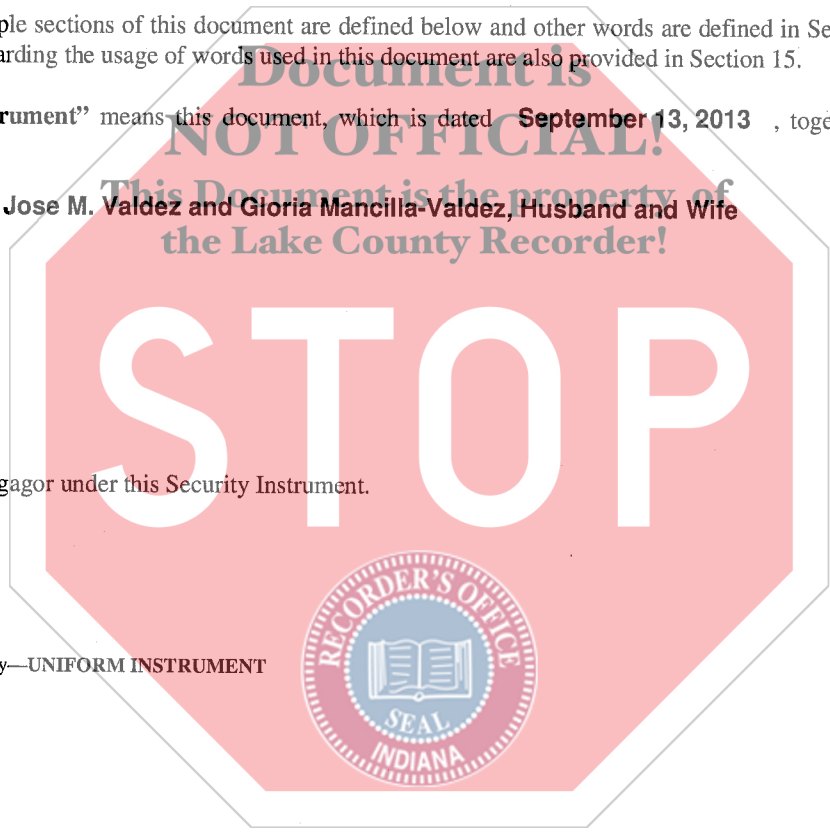 ple sections of this document are defined below and other words are defined in Se
arding the usage of words used in this document are also provided in Section 15.
Document is
rument” means this document, which is dated September 13, 2013 , toge
NOT OFFICIAL!
This Document is the property of
Jose M. Valdez and Gloria Mancilla-Valdez, Husband and Wife
the Lake County Recorder!
STOP
gagor under this Security Instrument.
RECORDER'S OFFICE
y—UNIFORM INSTRUMENT
SEAL
INDIANA